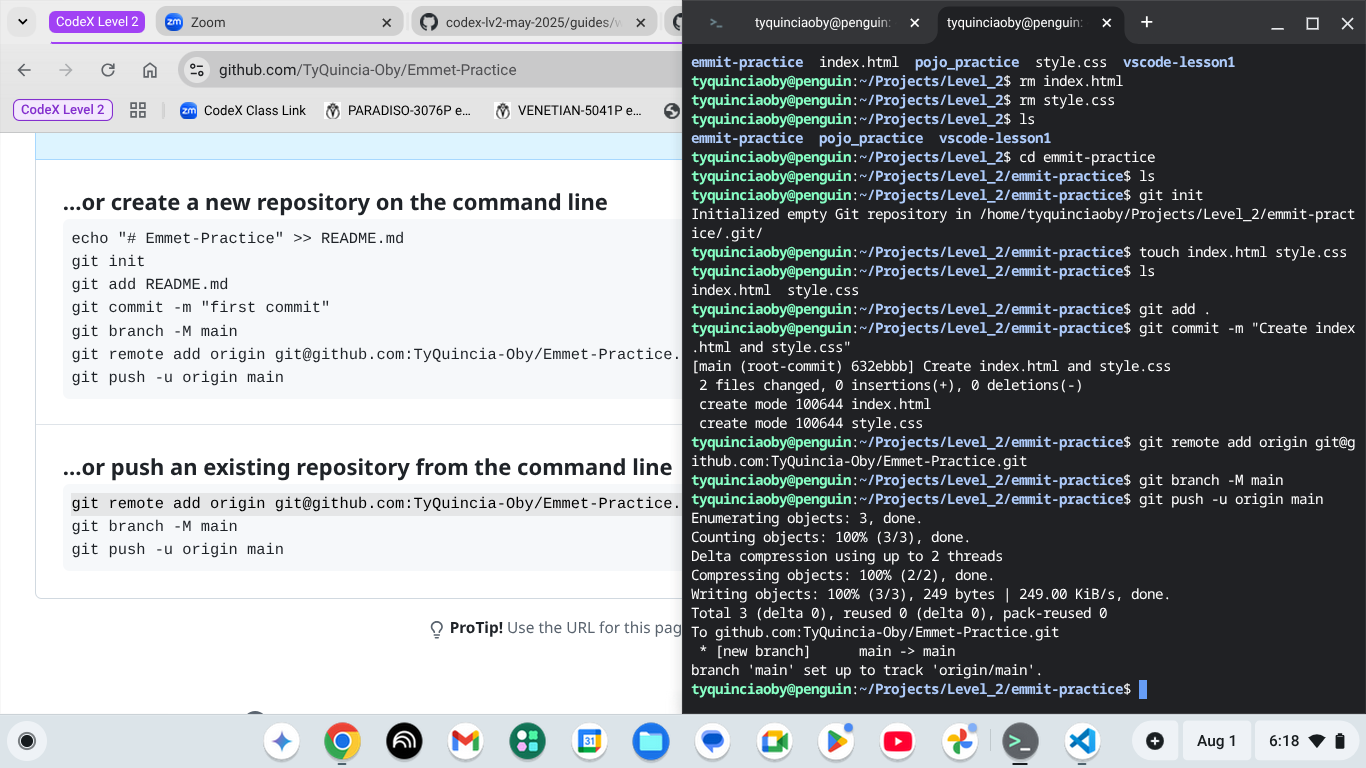 CodeX Level 2
Zoom
codex-lv2-may-2025/guides/w
github.com/TyQuincia-Oby/Emmet-Practice
CodeX Level 2
CodeX Class Link
PARADISO-3076P e...
VENETIAN-5041P e...
...or create a new repository on the command line
echo "# Emmet-Practice" >> README.md
git init
git add README.md
git commit -m "first commit"
git branch -M main
git remote add origin git@github.com:TyQuincia-Oby/Emmet-Practice.
git push -u origin main
...or push an existing repository from the command line
git remote add origin git@github.com:TyQuincia-Oby/Emmet-Practice.
git branch -M main
git push -u origin main
ProTip! Use the URL for this pag
tyquinciaoby@penguin:
tyquinciaoby@penguin:
emmit-practice index.html pojo_practice style.css vscode-lesson1
tyquinciaoby@penguin:~/Projects/Level_2$ rm index.html
tyquinciaoby@penguin:~/Projects/Level_2$ rm style.css
tyquinciaoby@penguin:~/Projects/Level_2$ ls
emmit-practice pojo_practice vscode-lesson1
tyquinciaoby@penguin:~/Projects/Level_2$ cd emmit-practice
tyquinciaoby@penguin:~/Projects/Level_2/emmit-practice$ ls
tyquinciaoby@penguin:~/Projects/Level_2/emmit-practice$ git init
Initialized empty Git repository in /home/tyquinciaoby/Projects/Level_2/emmit-pract
ice/.git/
tyquinciaoby@penguin:~/Projects/Level_2/emmit-practice$ touch index.html style.css
tyquinciaoby@penguin:~/Projects/Level_2/emmit-practice$ ls
index.html style.css
tyquinciaoby@penguin:~/Projects/Level_2/emmit-practice$ git add .
tyquinciaoby@penguin:~/Projects/Level_2/emmit-practice$ git commit -m "Create index
.html and style.css"
[main (root-commit) 632ebbb] Create index.html and style.css
2 files changed, 0 insertions(+), 0 deletions(-)
create mode 100644 index.html
create mode 100644 style.css
tyquinciaoby@penguin:~/Projects/Level_2/emmit-practice$ git remote add origin git@g
ithub.com:TyQuincia-Oby/Emmet-Practice.git
tyquinciaoby@penguin:~/Projects/Level_2/emmit-practice$ git branch -M main
tyquinciaoby@penguin:~/Projects/Level_2/emmit-practice$ git push -u origin main
Enumerating objects: 3, done.
Counting objects: 100% (3/3), done.
Delta compression using up to 2 threads
Compressing objects: 100% (2/2), done.
Writing objects: 100% (3/3), 249 bytes | 249.00 KiB/s, done.
Total 3 (delta 0), reused 0 (delta 0), pack-reused 0
To github.com:TyQuincia-Oby/Emmet-Practice.git
* [new branch] main -> main
branch 'main' set up to track 'origin/main'.
tyquinciaoby@penguin:~/Projects/Level_2/emmit-practice$
31
Aug 1
6:18